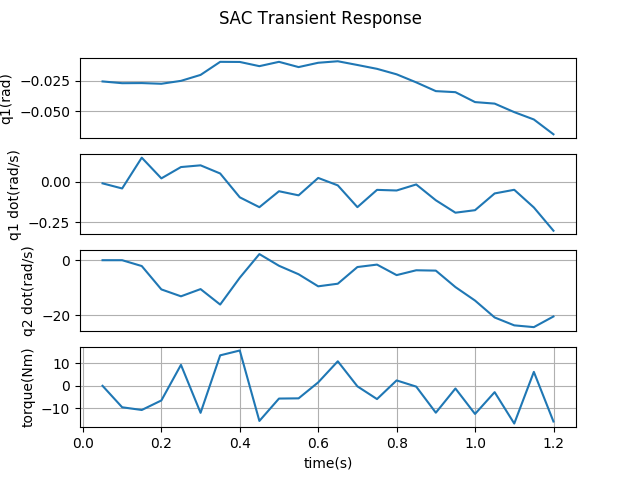 SAC Transient Response
q1(rad)
−0.025
−0.050
q1 dot(rad/s)
0.00
−0.25
q2 dot(rad/s)
0
−20
torque(Nm)
10
0
−10
0.0 0.2 0.4 0.6 0.8 1.0 1.2
time(s)